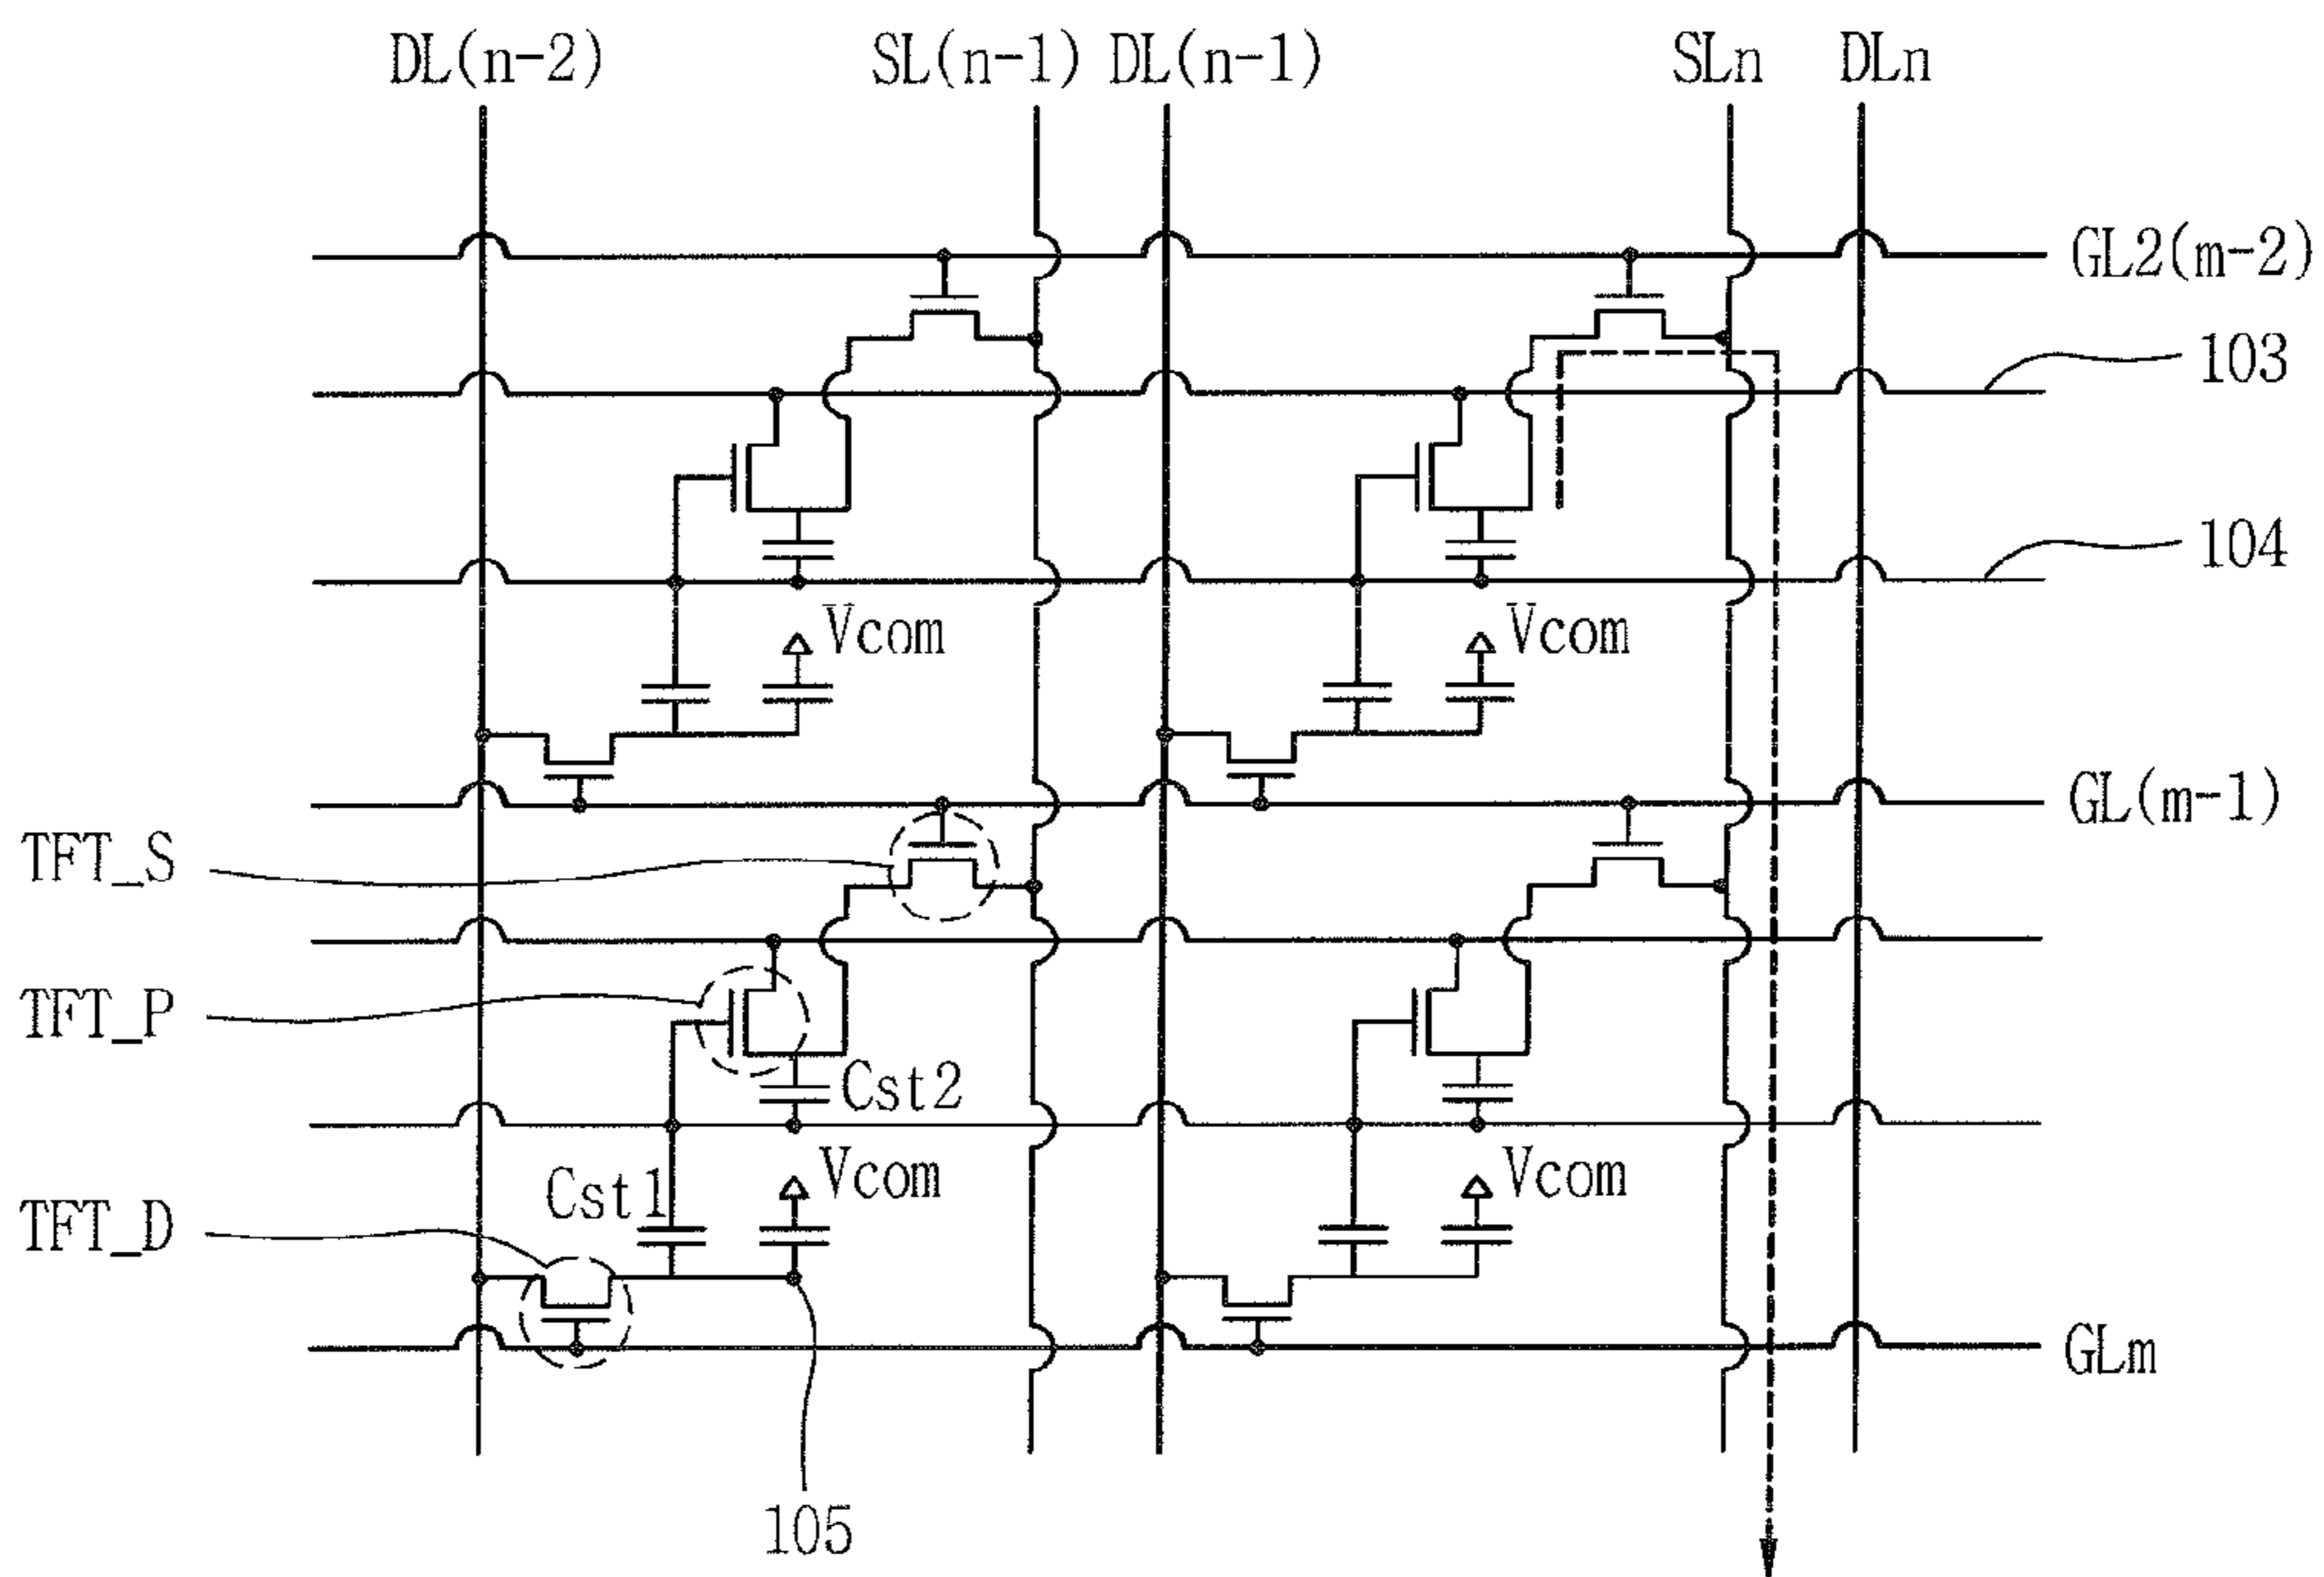 DL(n-2) SL(n-1) DL(n-1) SLn DLn
GL2(m-2)
103
104
Vcom Vcom
GL(m-1)
TFT_S
TFT_P
Cst2
Vcom Vcom
Cst1
TFT_D
GLm
105